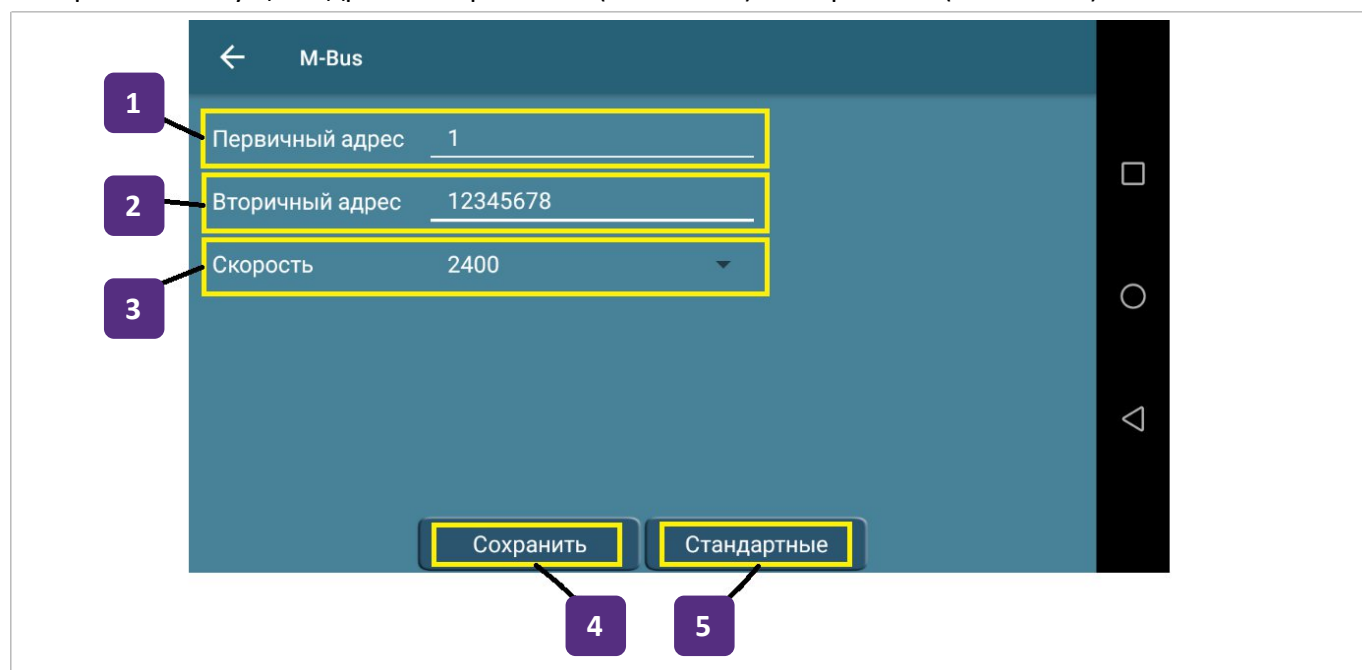 M-Bus
1
Первичный адрес 1
2
Вторичный адрес 12345678
Скорость 2400
3
Сохранить Стандартные
4 5